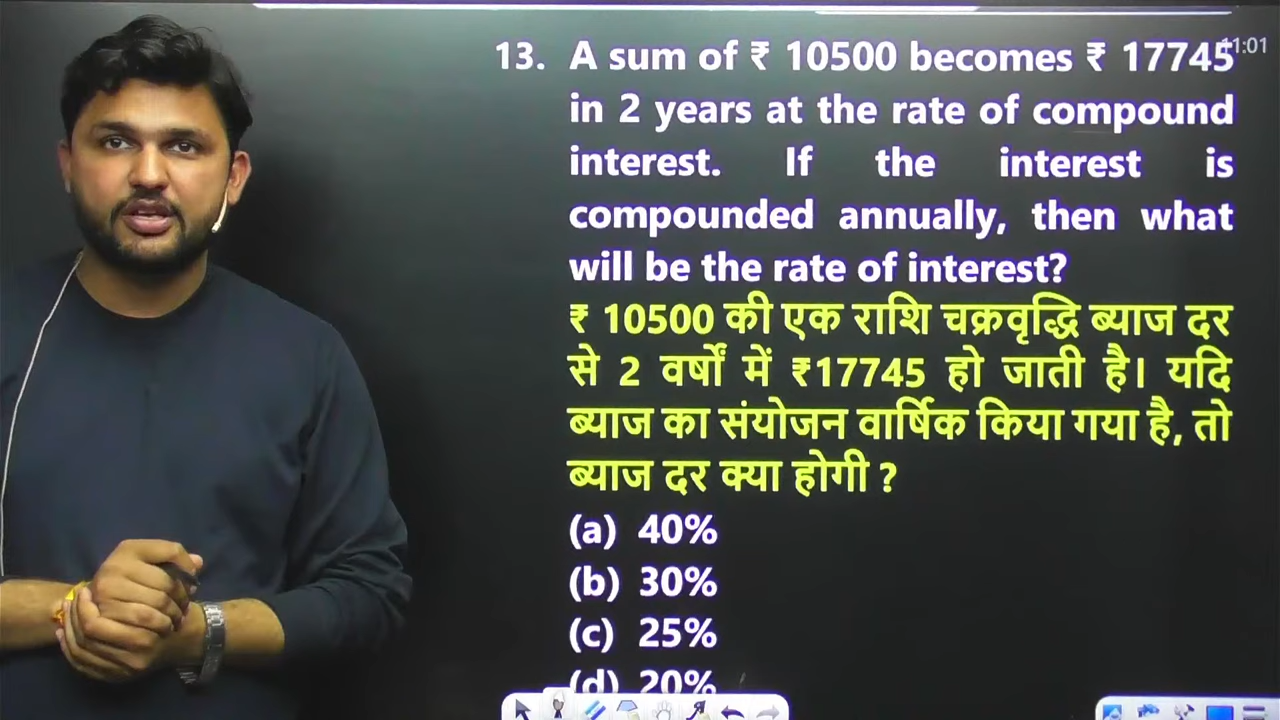 13. A sum of ₹ 10500 becomes ₹ 17745
11:01
in 2 years at the rate of compound
interest. If the interest is
compounded annually, then what
will be the rate of interest?
₹ 10500 की एक राशि चक्रवृद्धि ब्याज दर
से 2 वर्षों में ₹17745 हो जाती है। यदि
ब्याज का संयोजन वार्षिक किया गया है, तो
ब्याज दर क्या होगी ?
(a) 40%
(b) 30%
(c) 25%
(d) 20%